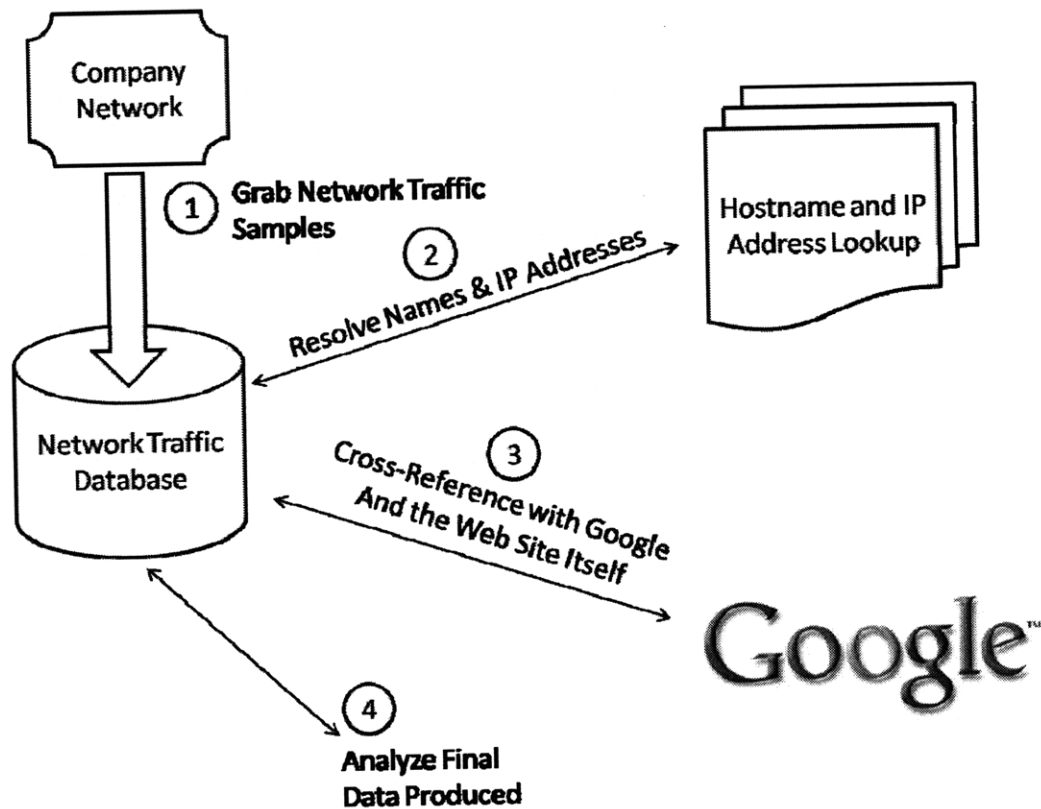 Company
Network
1
Grab Network Traffic
Samples
2
Resolve Names & IP Addresses
Hostname and IP
Address Lookup
Network Traffic
Database
3
Cross-Reference with Google
And the Web Site Itself
Google™
4
Analyze Final
Data Produced